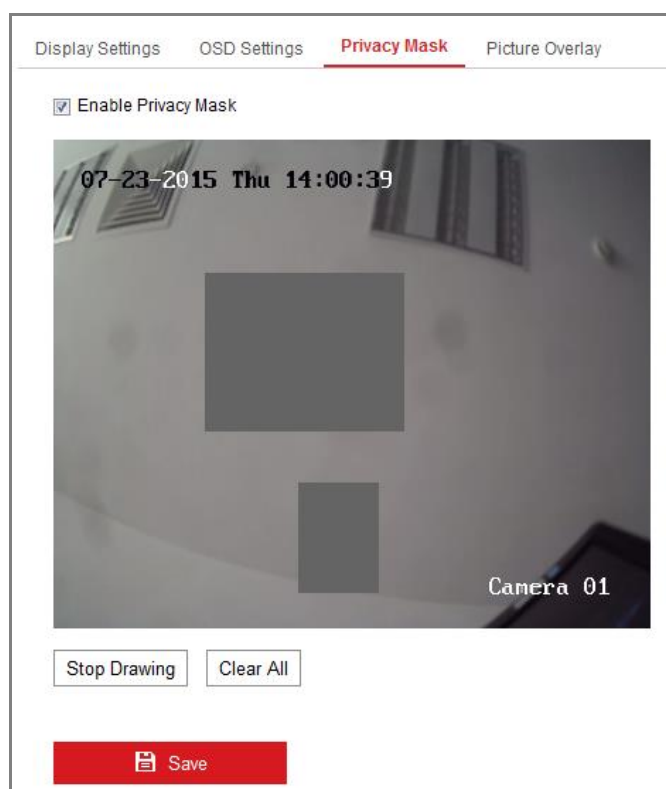 Display Settings OSD Settings Privacy Mask Picture Overlay
Enable Privacy Mask
07-23-2015 Thu 14:00:39
Camera 01
Stop Drawing Clear All
Save